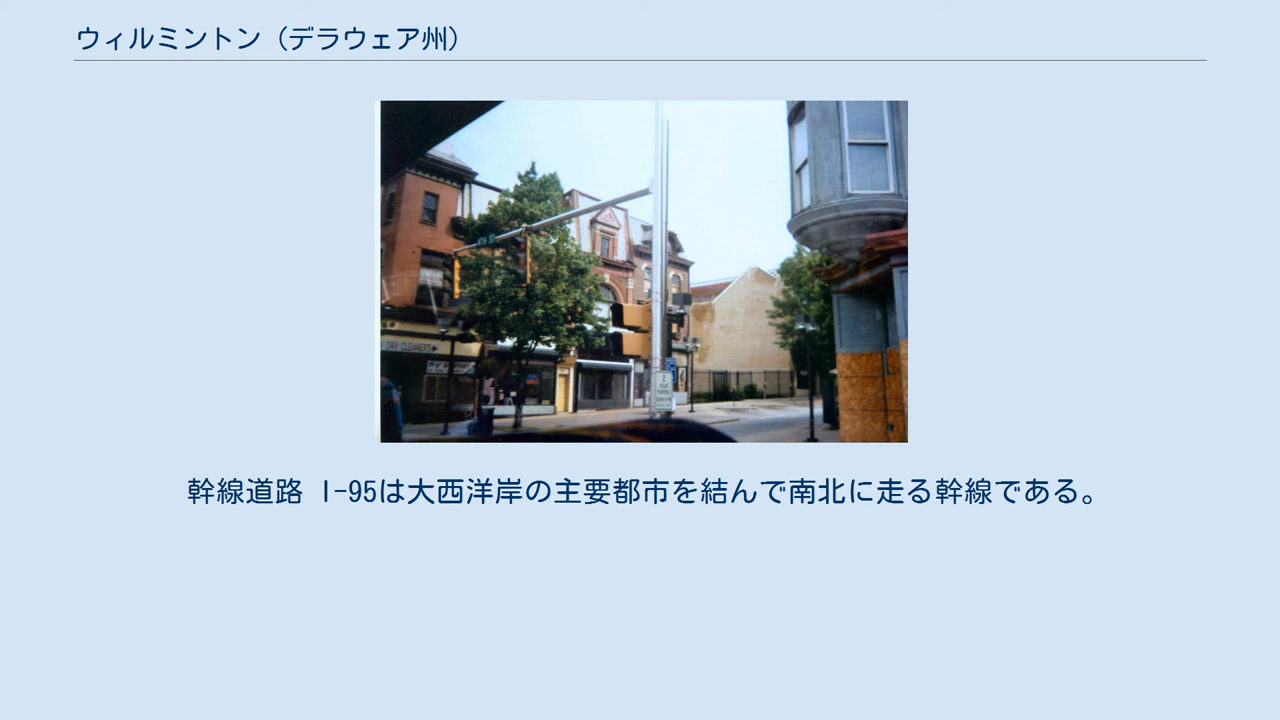 ウィルミントン（デラウェア州）
DRY CLEANERS
幹線道路 I-95は大西洋岸の主要都市を結んで南北に走る幹線である。